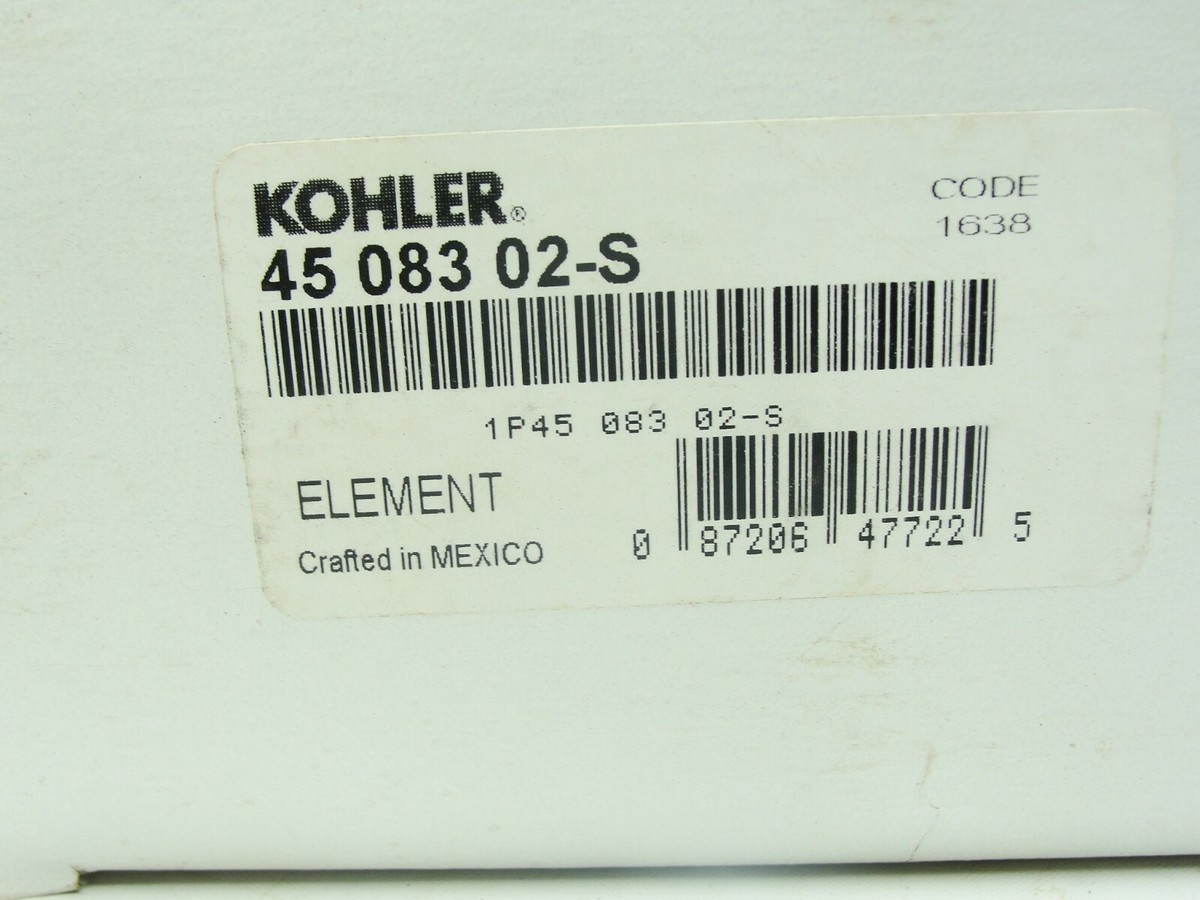 KOHLER®
CODE
1638
45 083 02-S
1P45 083 02-S
ELEMENT
Crafted in MEXICO
0 87206 47722 5